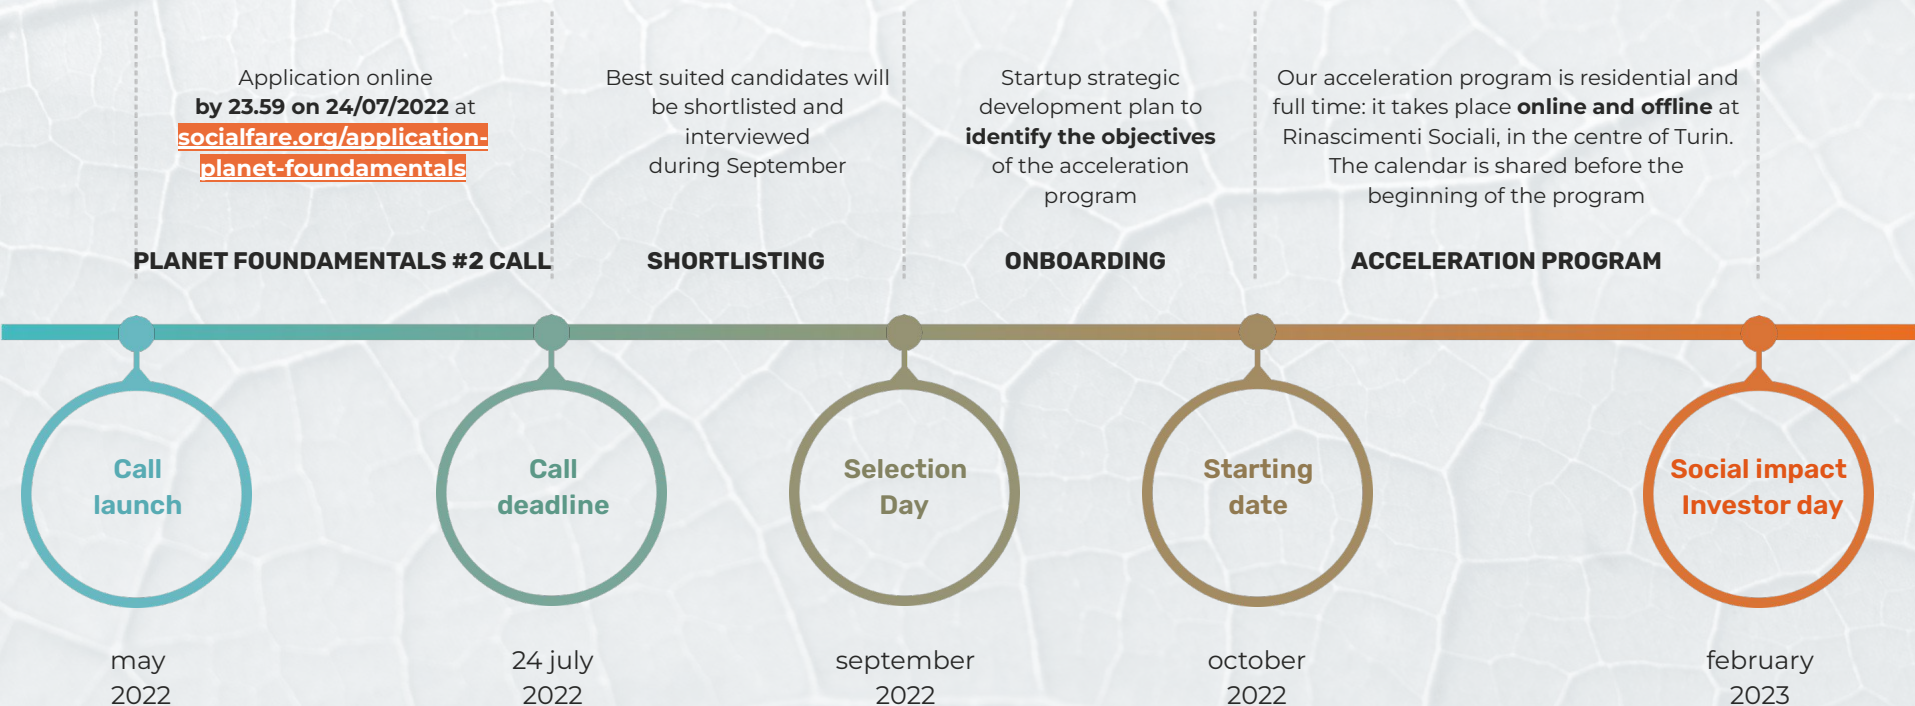 Application online
by 23.59 on 24/07/2022 at
socialfare.org/application-
planet-foundamentals
Best suited candidates will
be shortlisted and
interviewed
during September
Startup strategic
development plan to
identify the objectives
of the acceleration
program
Our acceleration program is residential and
full time: it takes place online and offline at
Rinascimenti Sociali, in the centre of Turin.
The calendar is shared before the
beginning of the program
PLANET FOUNDAMENTALS #2 CALL
SHORTLISTING
ONBOARDING
ACCELERATION PROGRAM
Call
launch
Call
deadline
Selection
Day
Starting
date
Social impact
Investor day
may
2022
24 july
2022
september
2022
october
2022
february
2023